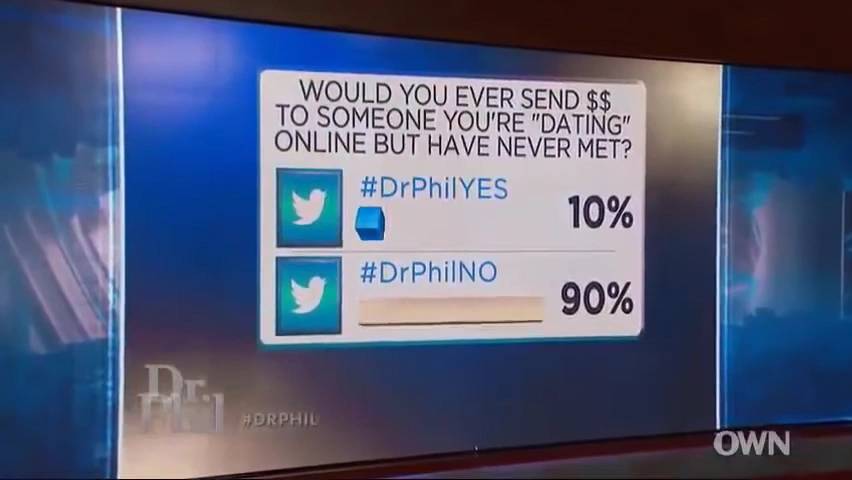 WOULD YOU EVER SEND $$
TO SOMEONE YOU'RE "DATING"
ONLINE BUT HAVE NEVER MET?
#DrPhilYES
10%
#DrPhilNO
90%
Dr.
Phil
#DRPHIL
OWN